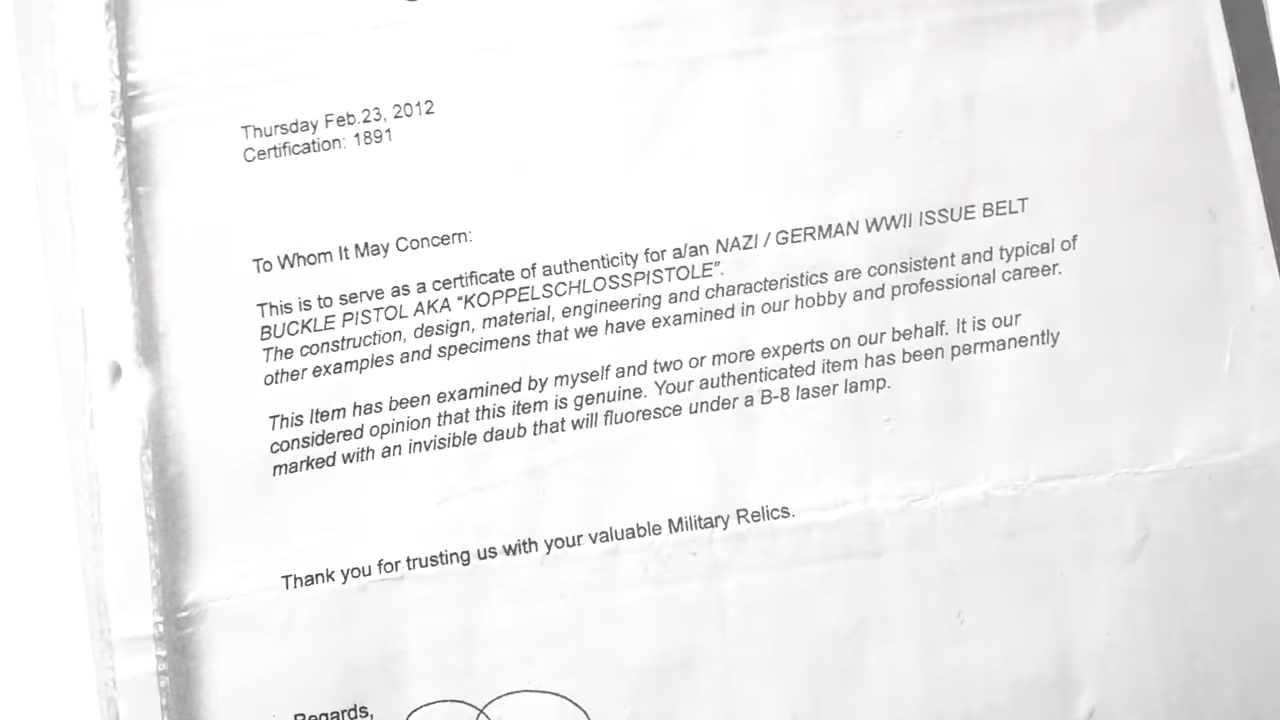 Thursday Feb.23, 2012
Certification: 1891
To Whom It May Concern:
This is to serve as a certificate of authenticity for a/an NAZI / GERMAN WWII ISSUE BELT
BUCKLE PISTOL AKA “KOPPELSCHLOSSPISTOLE”.
The construction, design, material, engineering and characteristics are consistent and typical of
other examples and specimens that we have examined in our hobby and professional career.
This Item has been examined by myself and two or more experts on our behalf. It is our
considered opinion that this item is genuine. Your authenticated item has been permanently
marked with an invisible daub that will fluoresce under a B-8 laser lamp.
Thank you for trusting us with your valuable Military Relics.
Regards,